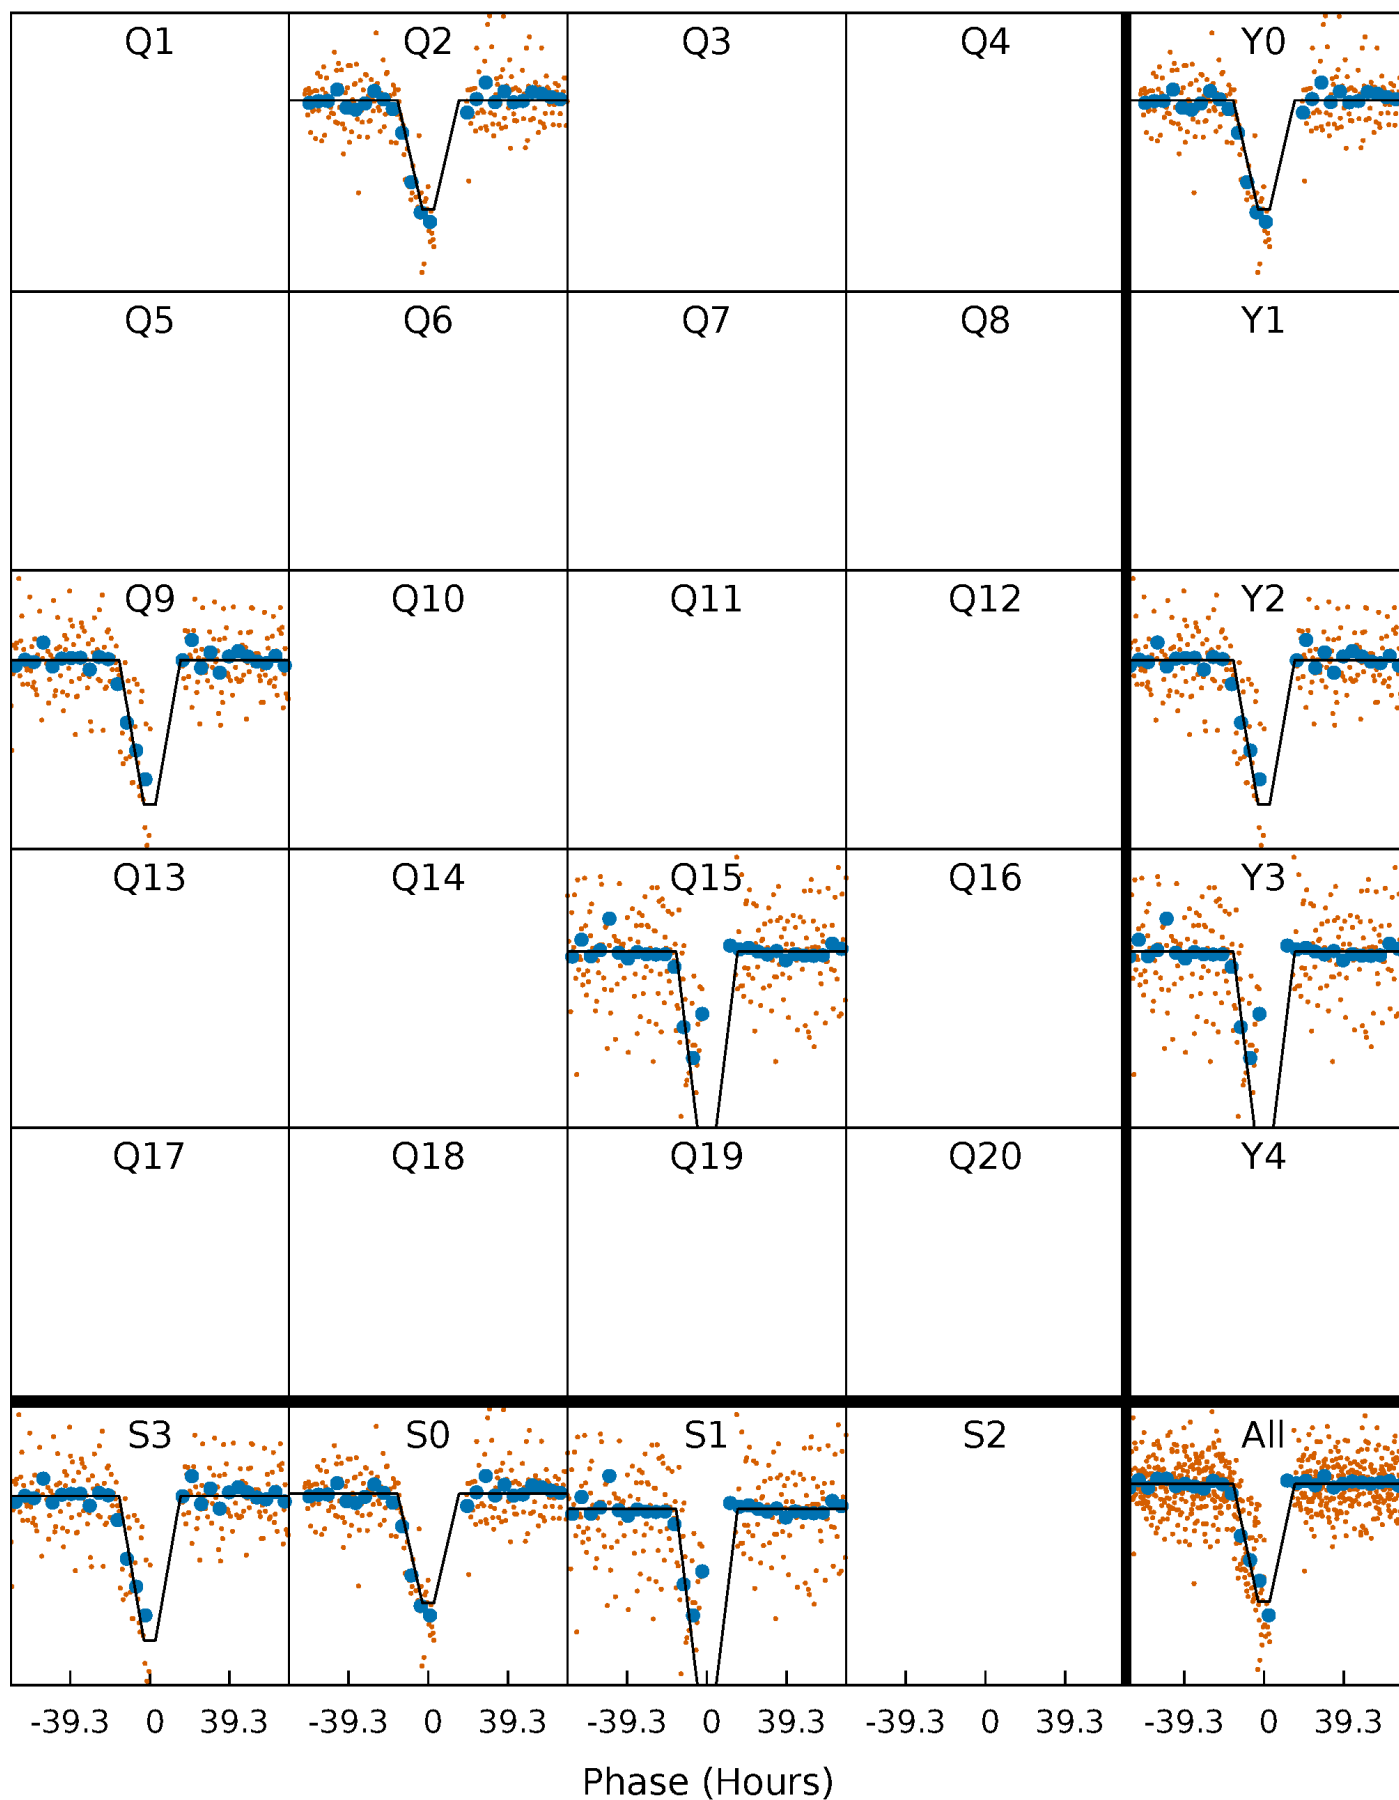 Q1 Q2 Q3 Q4 Y0
Q5 Q6 Q7 Q8 Y1
Q9 Q10 Q11 Q12 Y2
Q13 Q14 Q15 Q16 Y3
Q17 Q18 Q19 Q20 Y4
S3 S0 S1 S2 All
-39.3 0 39.3 -39.3 0 39.3 -39.3 0 39.3 -39.3 0 39.3 -39.3 0 39.3
Phase (Hours)